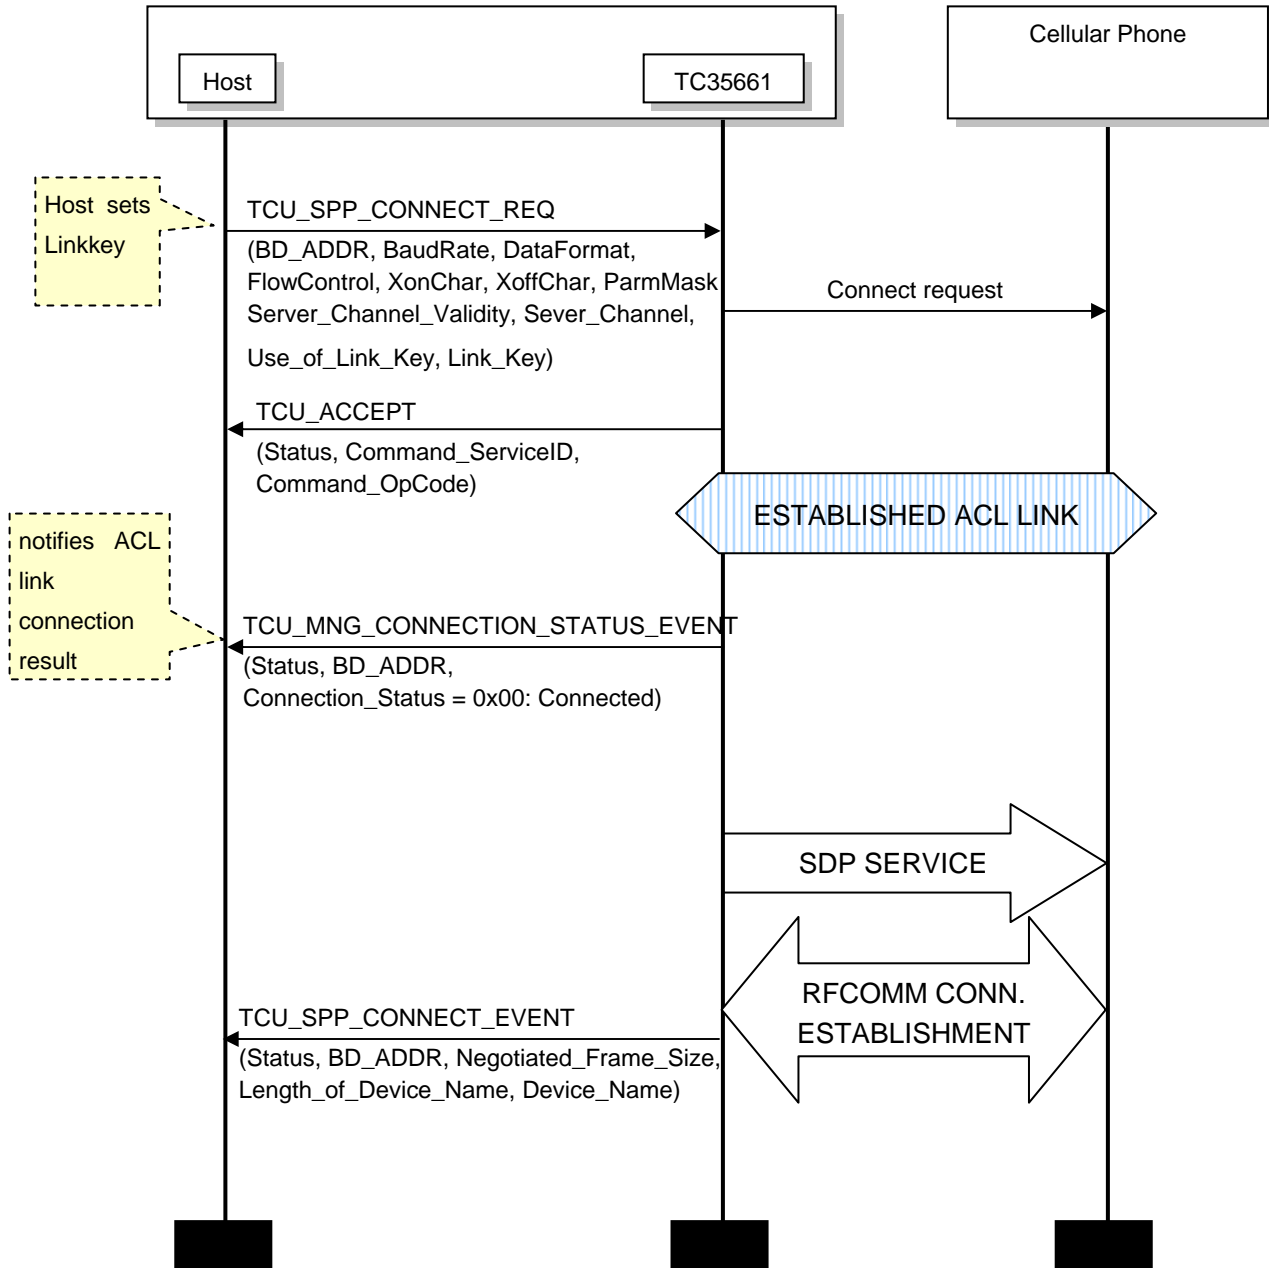 Cellular Phone
Host
TC35661
Host sets
Linkkey
TCU_SPP_CONNECT_REQ
(BD_ADDR, BaudRate, DataFormat,
FlowControl, XonChar, XoffChar, ParmMask
Server_Channel_Validity, Sever_Channel,
Use_of_Link_Key, Link_Key)
Connect request
TCU_ACCEPT
(Status, Command_ServiceID,
Command_OpCode)
ESTABLISHED ACL LINK
notifies ACL
link
connection
result
TCU_MNG_CONNECTION_STATUS_EVENT
(Status, BD_ADDR,
Connection_Status = 0x00: Connected)
SDP SERVICE
RFCOMM CONN.
ESTABLISHMENT
TCU_SPP_CONNECT_EVENT
(Status, BD_ADDR, Negotiated_Frame_Size,
Length_of_Device_Name, Device_Name)